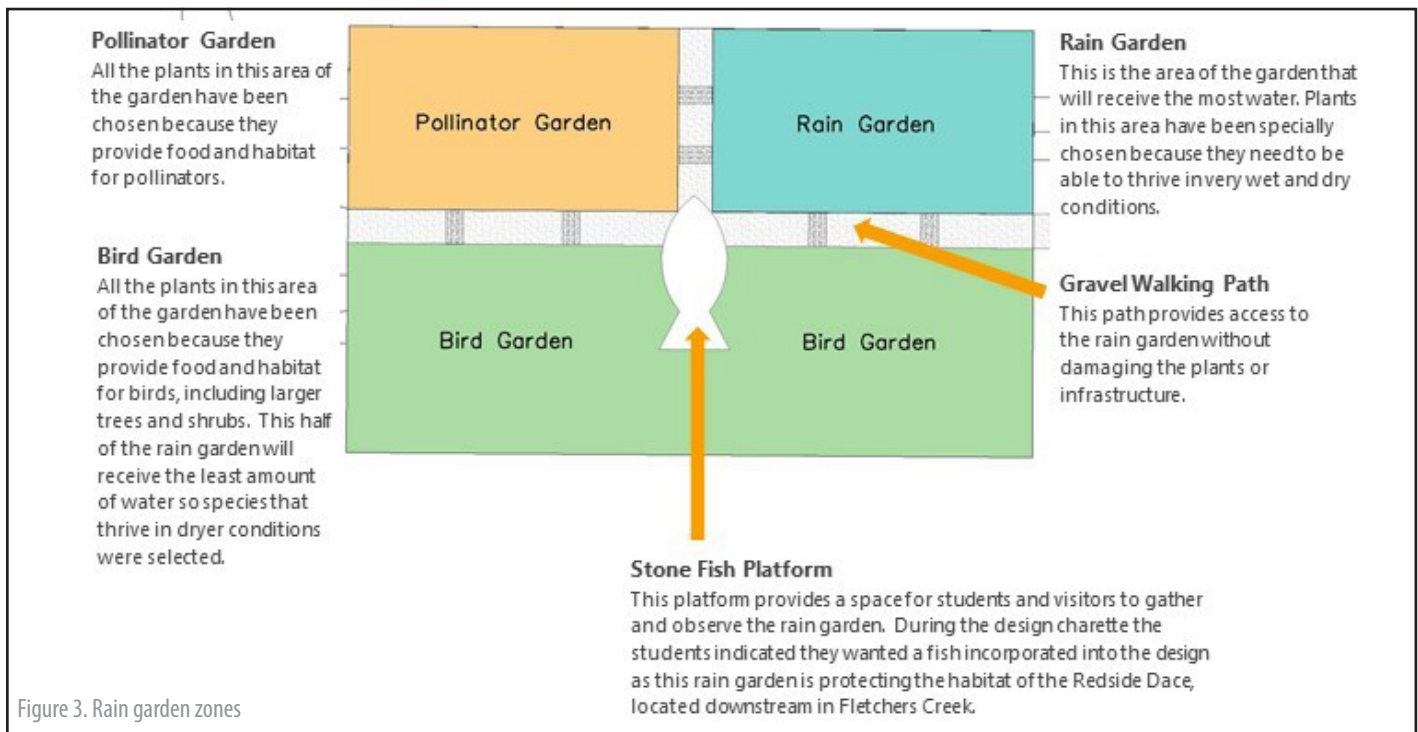 Pollinator Garden
All the plants in this area of
the garden have been
chosen because they
provide food and habitat
for pollinators.
Bird Garden
All the plants in this area
of the garden have been
chosen because they
provide food and habitat
for birds, including larger
trees and shrubs. This half
of the rain garden will
receive the least amount
of water so species that
thrive in dryer conditions
were selected.
Pollinator Garden
Rain Garden
Bird Garden
Bird Garden
Rain Garden
This is the area of the garden that
will receive the most water. Plants
in this area have been specially
chosen because they need to be
able to thrive in very wet and dry
conditions.
Gravel Walking Path
This path provides access to
the rain garden without
damaging the plants or
infrastructure.
Stone Fish Platform
This platform provides a space for students and visitors to gather
and observe the rain garden. During the design charette the
students indicated they wanted a fish incorporated into the design
as this rain garden is protecting the habitat of the Redside Dace,
located downstream in Fletchers Creek.
Figure 3. Rain garden zones